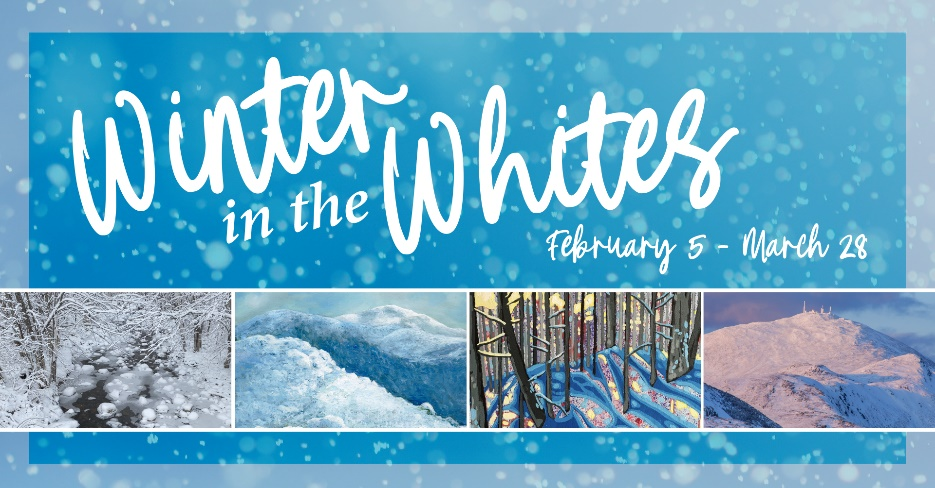 Winter
in the Whites
February 5 - March 28